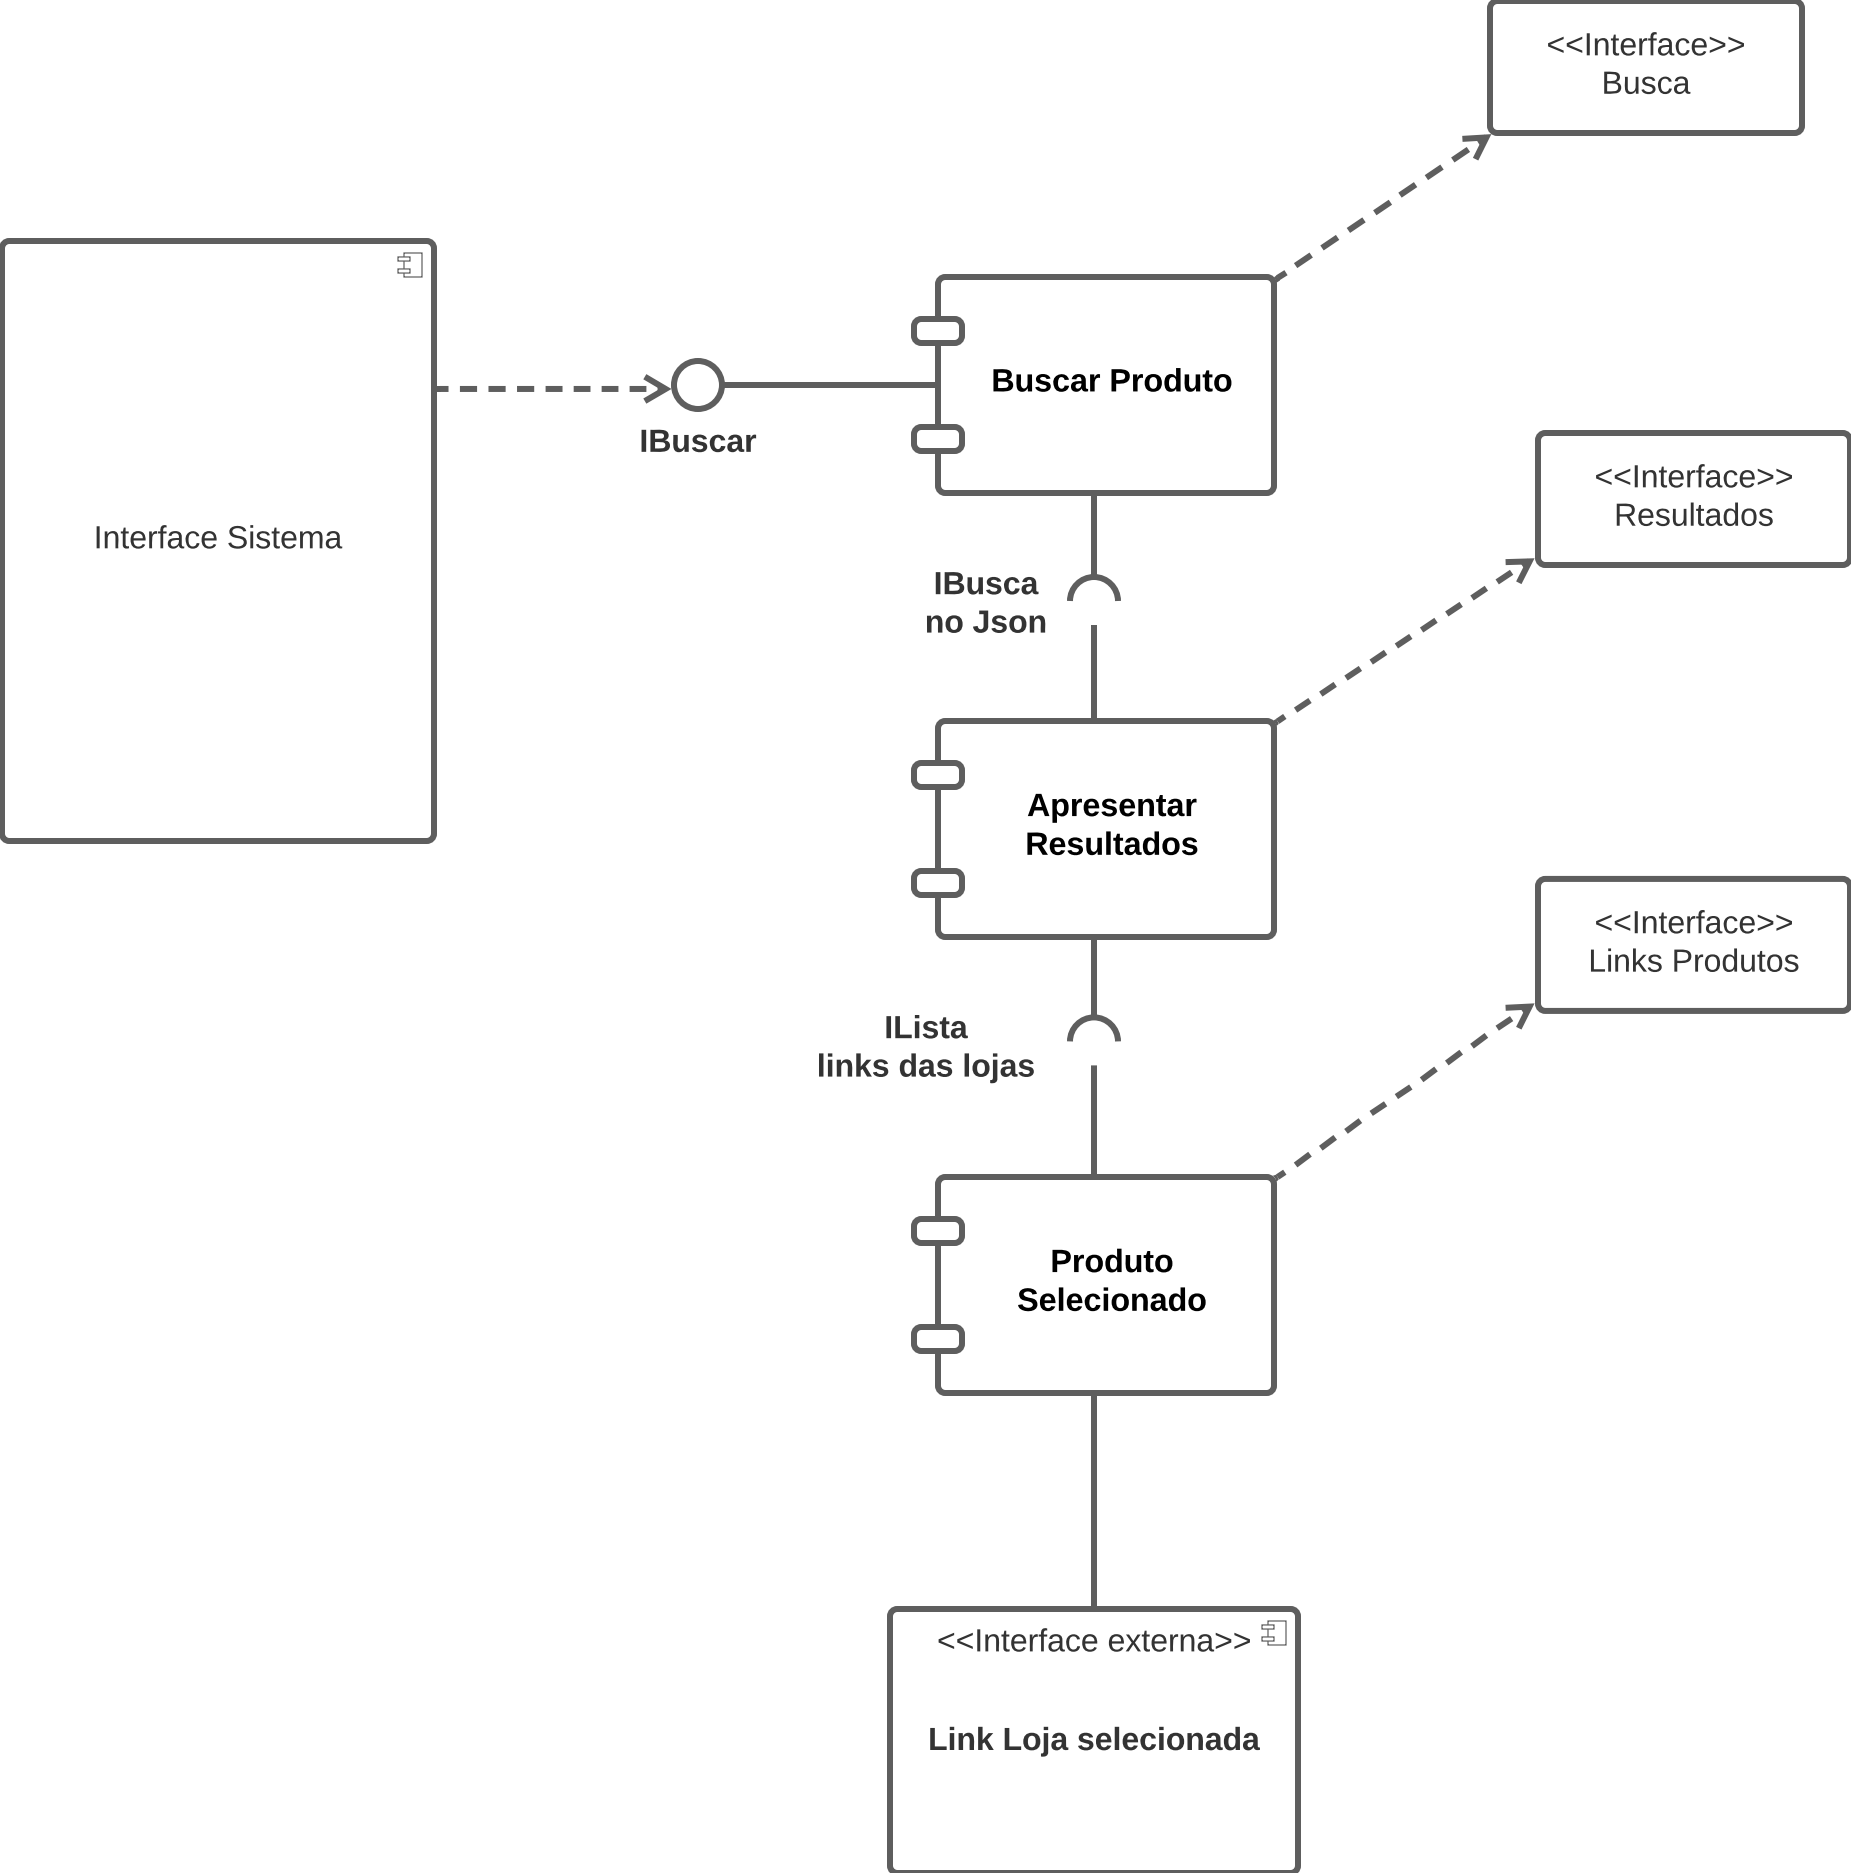 <<Interface>>
Busca
Buscar Produto
IBuscar
<<Interface>>
Resultados
Interface Sistema
IBusca
no Json
Apresentar
Resultados
<<Interface>>
Links Produtos
ILista
links das lojas
Produto
Selecionado
<<Interface externa>>
Link Loja selecionada